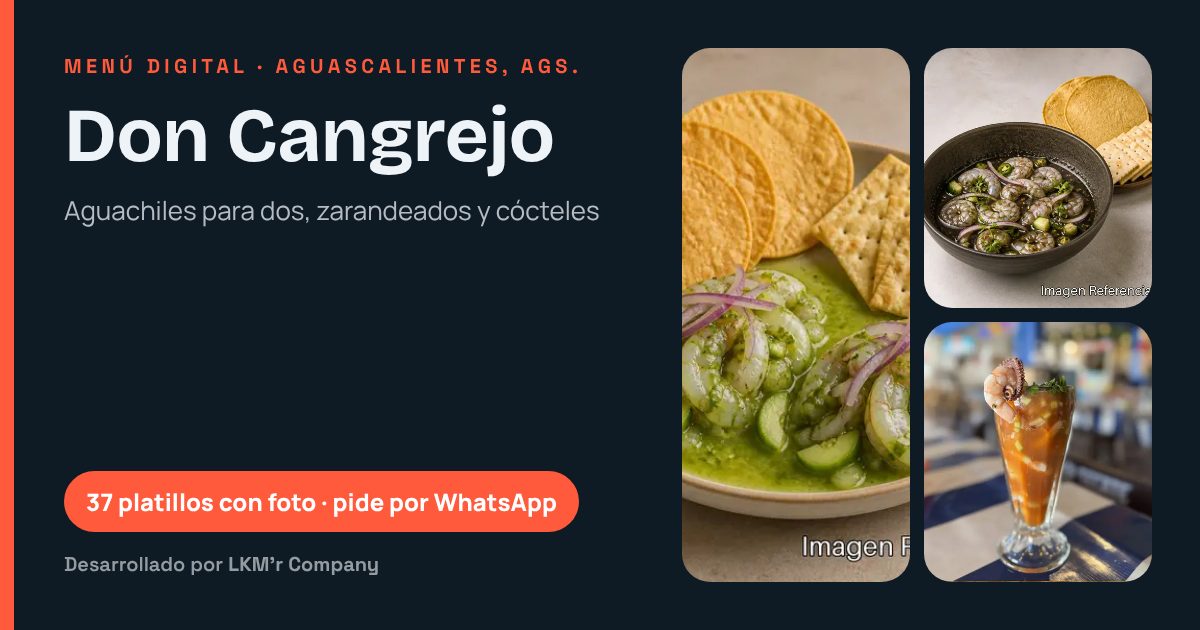 MENÚ DIGITAL · AGUASCALIENTES, AGS.
Don Cangrejo
Aguachiles para dos, zarandeados y cócteles
37 platillos con foto · pide por WhatsApp
Desarrollado por LKM’r Company
Imagen Referencia
Imagen